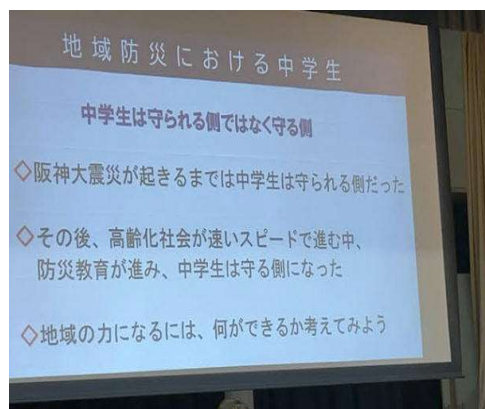 地域防災における中学生
中学生は守られる側ではなく守る側
◇阪神大震災が起きるまでは中学生は守られる側だった
◇その後、高齢化社会が速いスピードで進む中、
防災教育が進み、中学生は守る側になった
◇地域の力になるには、何ができるか考えてみよう